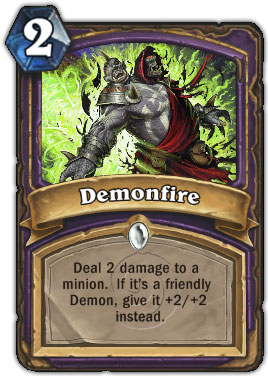 2
Demonfire
Deal 2 damage to a
minion. If it's a friendly
Demon, give it +2/+2
instead.